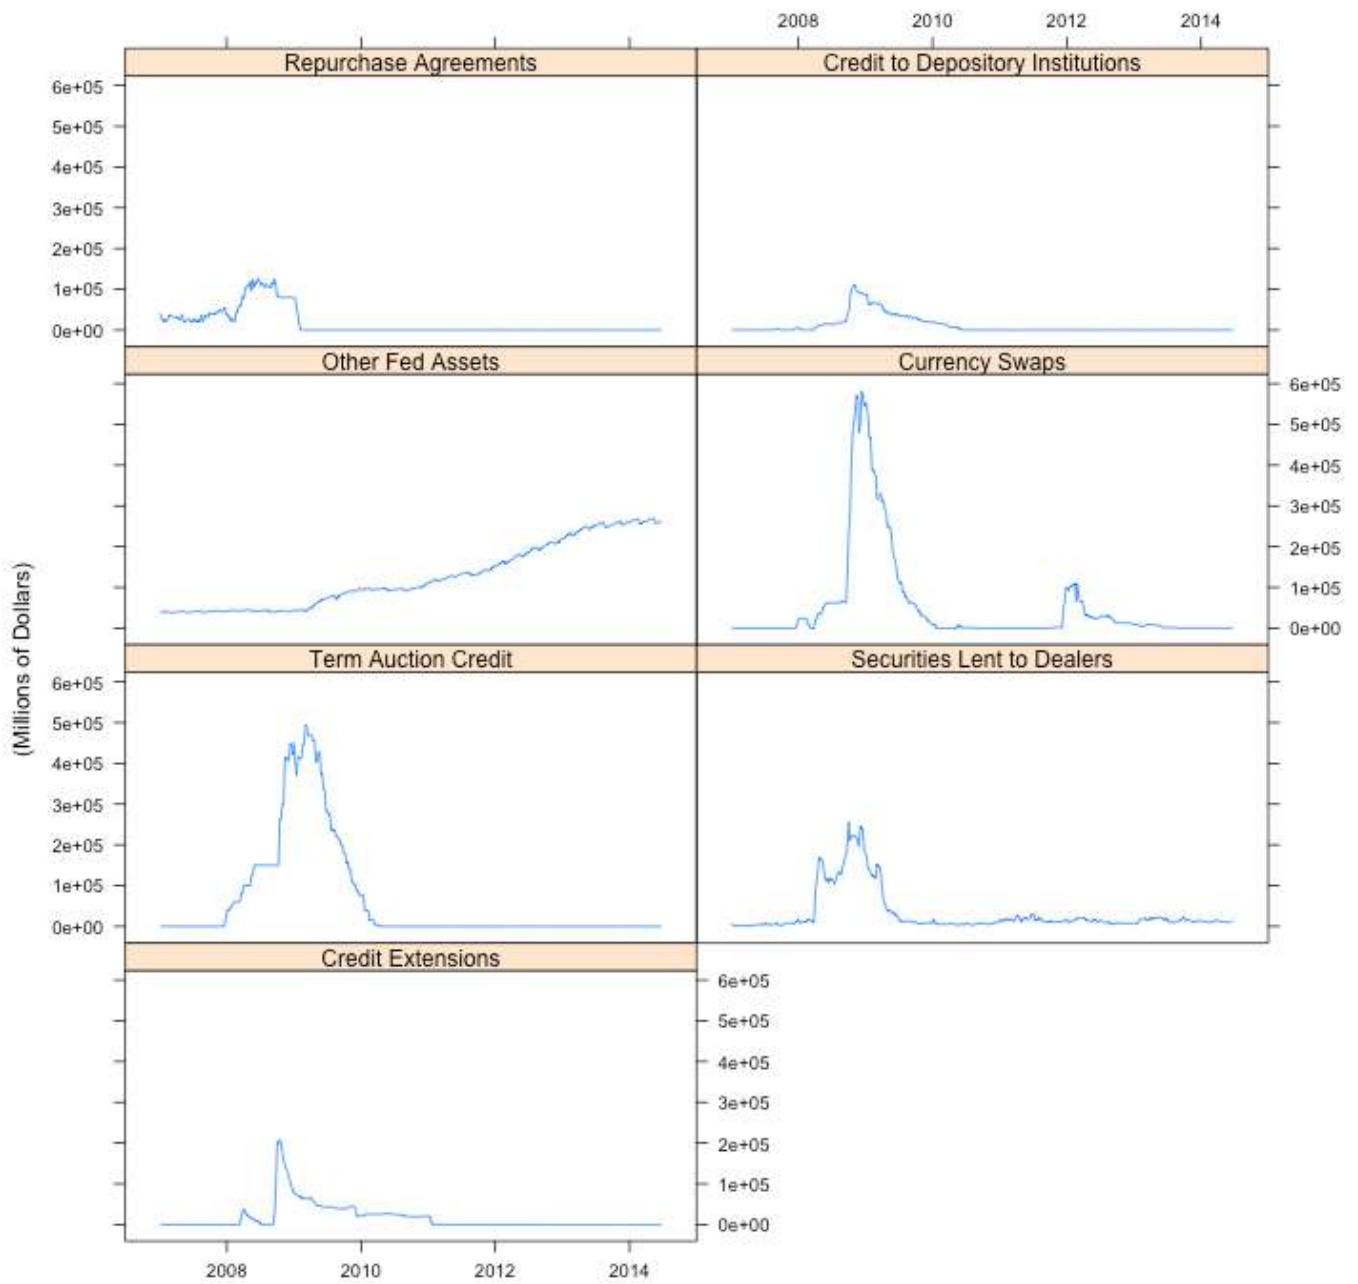 2008 2010 2012 2014
Repurchase Agreements Credit to Depository Institutions
6e+05
5e+05
4e+05
3e+05
2e+05
1e+05
0e+00
Other Fed Assets Currency Swaps
6e+05
5e+05
4e+05
3e+05
2e+05
1e+05
0e+00
(Millions of Dollars)
Term Auction Credit Securities Lent to Dealers
6e+05
5e+05
4e+05
3e+05
2e+05
1e+05
0e+00
Credit Extensions
6e+05
5e+05
4e+05
3e+05
2e+05
1e+05
0e+00
2008 2010 2012 2014